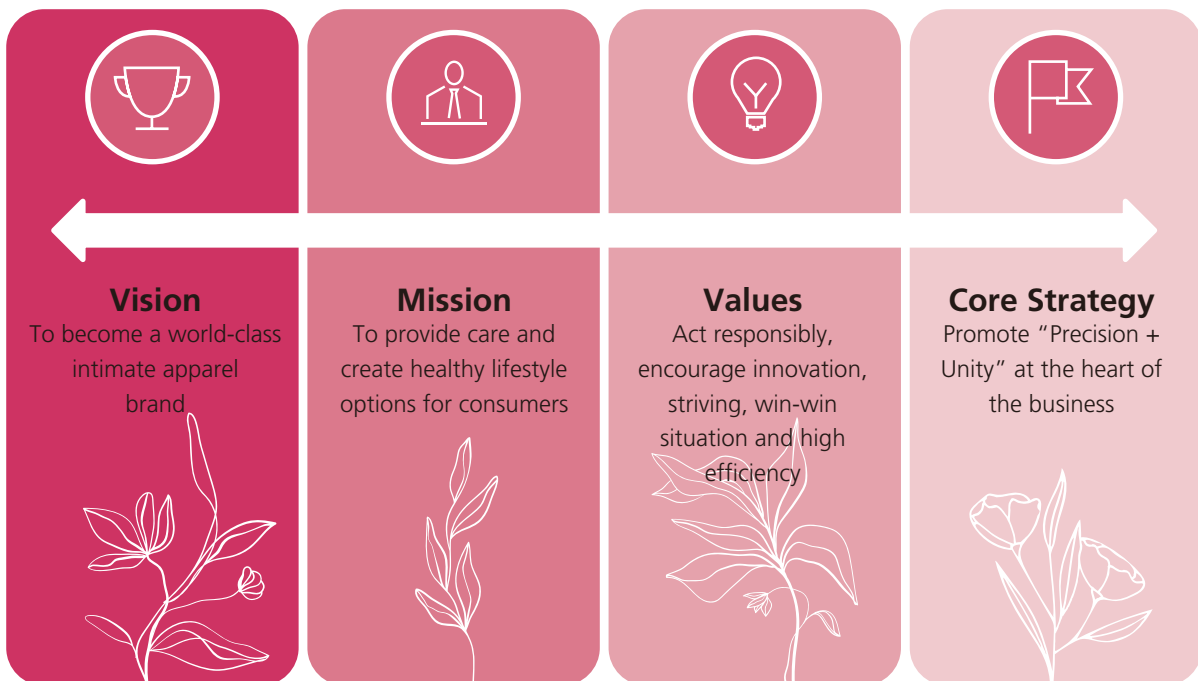 Vision
To become a world-class
intimate apparel
brand
Mission
To provide care and
create healthy lifestyle
options for consumers
Values
Act responsibly,
encourage innovation,
striving, win-win
situation and high
efficiency
Core Strategy
Promote “Precision +
Unity” at the heart of
the business